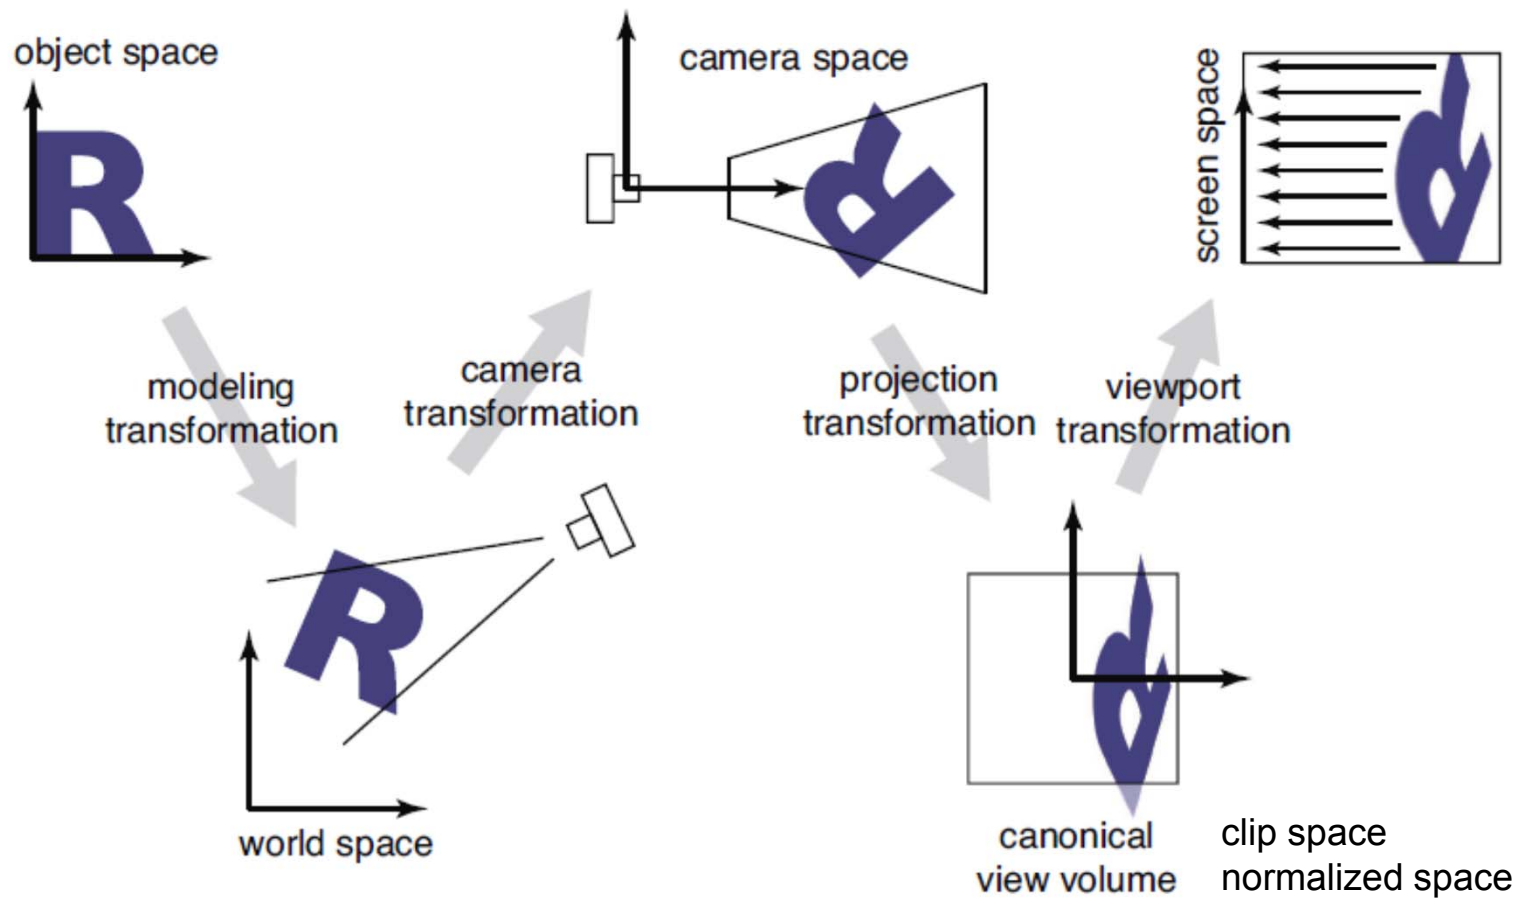 object space
camera space
screen space
modeling
transformation
camera
transformation
projection
transformation
viewport
transformation
world space
canonical
view volume
clip space
normalized space